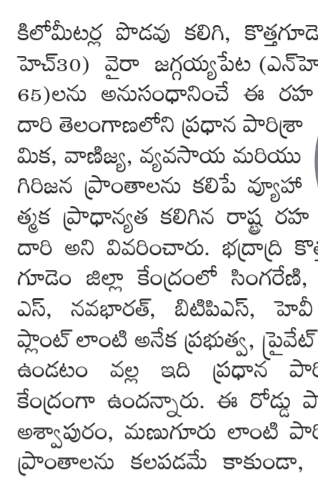 కిలోమీటర్ల పొడవు కలిగి, కొత్తగూడె
హెచ్30) వైరా జగ్గయ్యపేట (ఎన్‌హె
65)లను అనుసంధానించే ఈ రహ
దారి తెలంగాణలోని ప్రధాన పారిశ్రా
మిక, వాణిజ్య, వ్యవసాయ మరియు
గిరిజన ప్రాంతాలను కలిపే వ్యూహా
త్మక ప్రాధాన్యత కలిగిన రాష్ట్ర రహ
దారి అని వివరించారు. భద్రాద్రి కొత్త
గూడెం జిల్లా కేంద్రంలో సింగరేణి,
ఎస్, నవభారత్, బిటిపిఎస్, హెవీ
ప్లాంట్ లాంటి అనేక ప్రభుత్వ, ప్రైవేట్
ఉండటం వల్ల ఇది ప్రధాన పారి
కేంద్రంగా ఉందన్నారు. ఈ రోడ్డు పా
అశ్వాపురం, మణుగూరు లాంటి పారి
ప్రాంతాలను కలపడమే కాకుండా,